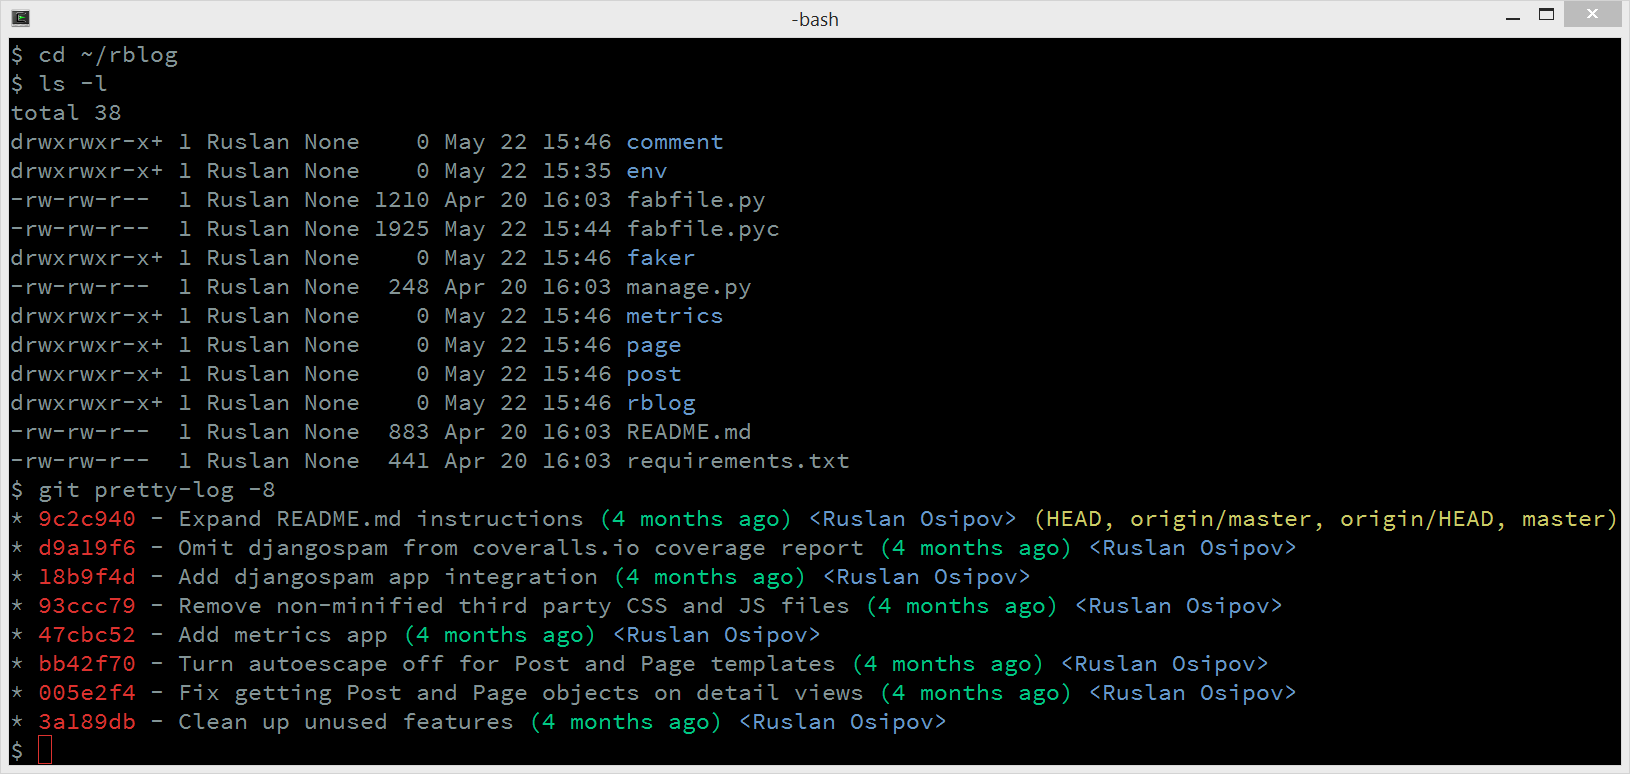 -bash
$ cd ~/rblog
$ ls -l
total 38
drwxrwxr-x+ 1 Ruslan None    0 May 22 15:46 comment
drwxrwxr-x+ 1 Ruslan None    0 May 22 15:35 env
-rw-rw-r--  1 Ruslan None 1210 Apr 20 16:03 fabfile.py
-rw-rw-r--  1 Ruslan None 1925 May 22 15:44 fabfile.pyc
drwxrwxr-x+ 1 Ruslan None    0 May 22 15:46 faker
-rw-rw-r--  1 Ruslan None  248 Apr 20 16:03 manage.py
drwxrwxr-x+ 1 Ruslan None    0 May 22 15:46 metrics
drwxrwxr-x+ 1 Ruslan None    0 May 22 15:46 page
drwxrwxr-x+ 1 Ruslan None    0 May 22 15:46 post
drwxrwxr-x+ 1 Ruslan None    0 May 22 15:46 rblog
-rw-rw-r--  1 Ruslan None  883 Apr 20 16:03 README.md
-rw-rw-r--  1 Ruslan None  441 Apr 20 16:03 requirements.txt
$ git pretty-log -8
* 9c2c940 - Expand README.md instructions (4 months ago) <Ruslan Osipov> (HEAD, origin/master, origin/HEAD, master)
* d9a19f6 - Omit djangospam from coveralls.io coverage report (4 months ago) <Ruslan Osipov>
* 18b9f4d - Add djangospam app integration (4 months ago) <Ruslan Osipov>
* 93ccc79 - Remove non-minified third party CSS and JS files (4 months ago) <Ruslan Osipov>
* 47cbc52 - Add metrics app (4 months ago) <Ruslan Osipov>
* bb42f70 - Turn autoescape off for Post and Page templates (4 months ago) <Ruslan Osipov>
* 005e2f4 - Fix getting Post and Page objects on detail views (4 months ago) <Ruslan Osipov>
* 3a189db - Clean up unused features (4 months ago) <Ruslan Osipov>
$